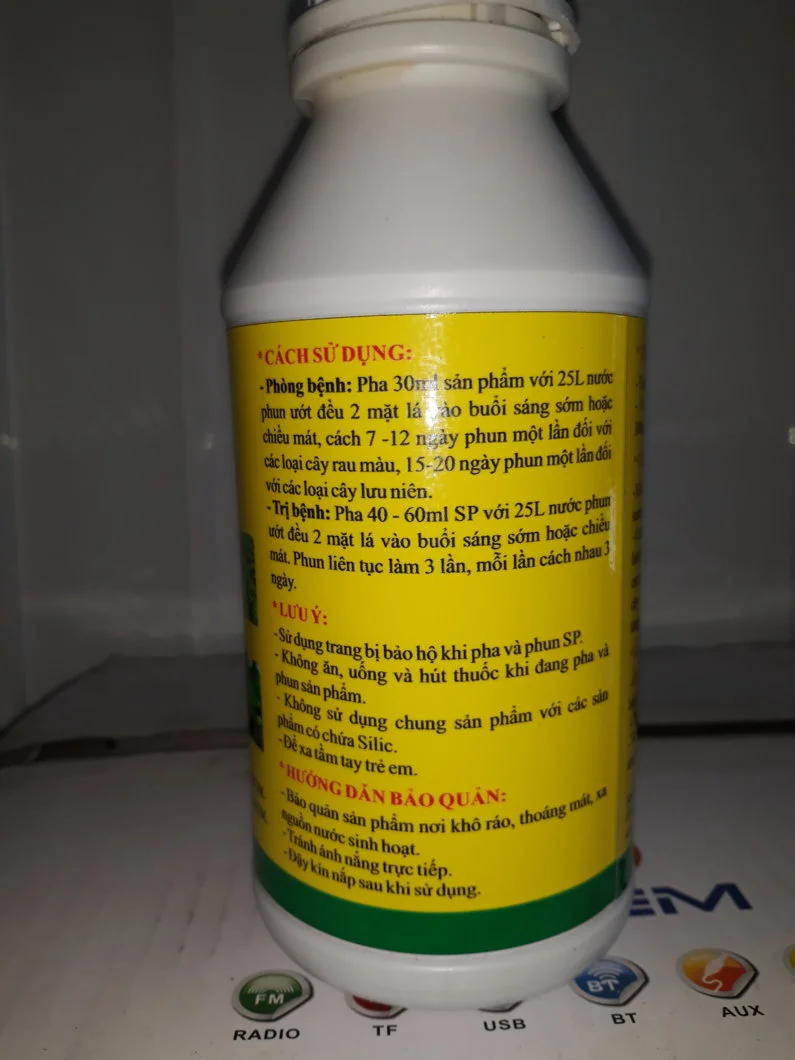 *CÁCH SỬ DỤNG:
-Phòng bệnh: Pha 30ml sản phẩm với 25L nước
phun ướt đều 2 mặt lá vào buổi sáng sớm hoặc
chiều mát, cách 7 -12 ngày phun một lần đối với
các loại cây rau màu, 15-20 ngày phun một lần đối
với các loại cây lưu niên.
-Trị bệnh: Pha 40 - 60ml SP với 25L nước phun
ướt đều 2 mặt lá vào buổi sáng sớm hoặc chiều
mát. Phun liên tục làm 3 lần, mỗi lần cách nhau 3
ngày.
*LƯU Ý:
-Sử dụng trang bị bảo hộ khi pha và phun SP.
- Không ăn, uống và hút thuốc khi đang pha và
phun sản phẩm.
- Không sử dụng chung sản phẩm với các sản
phẩm có chứa Silic.
-Để xa tầm tay trẻ em.
*HƯỚNG DẪN BẢO QUẢN:
-Bảo quản sản phẩm nơi khô ráo, thoáng mát, xa
nguồn nước sinh hoạt.
-Tránh ánh nắng trực tiếp.
-Đậy kín nắp sau khi sử dụng.
EM
FM
BT
RADIO
TF
USB
BT
AUX